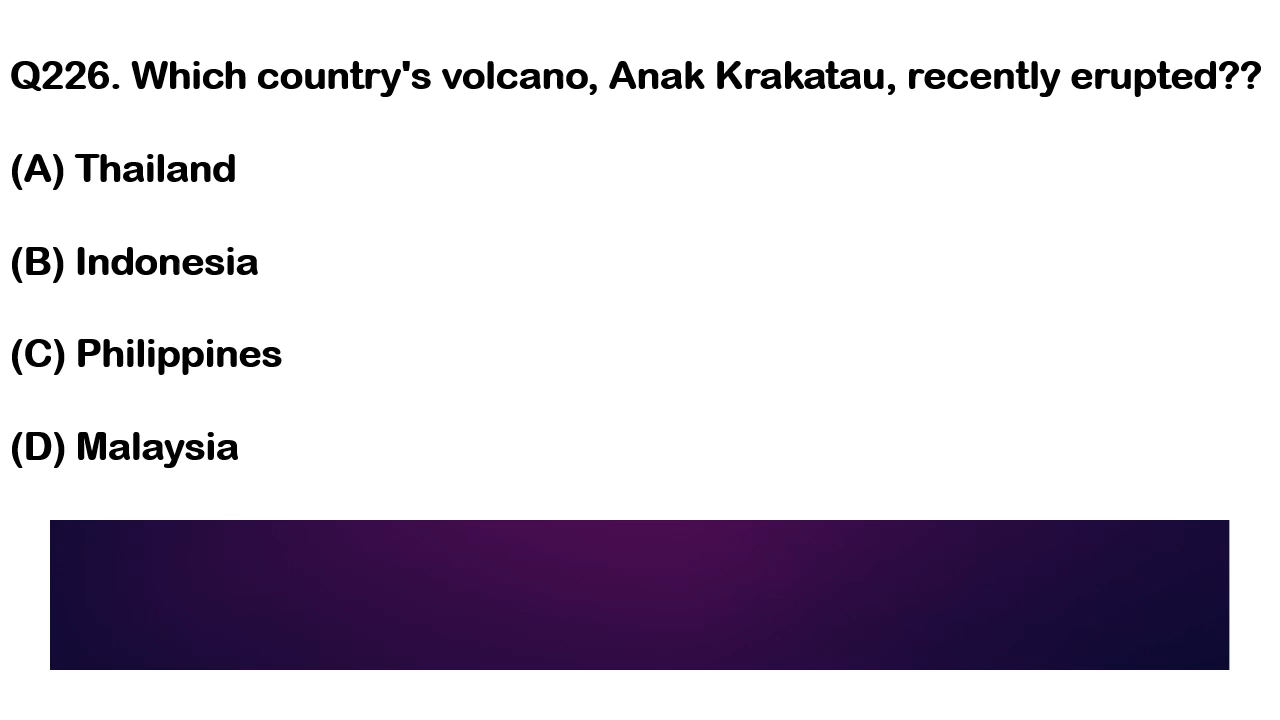 Q226. Which country's volcano, Anak Krakatau, recently erupted??
(A) Thailand
(B) Indonesia
(C) Philippines
(D) Malaysia